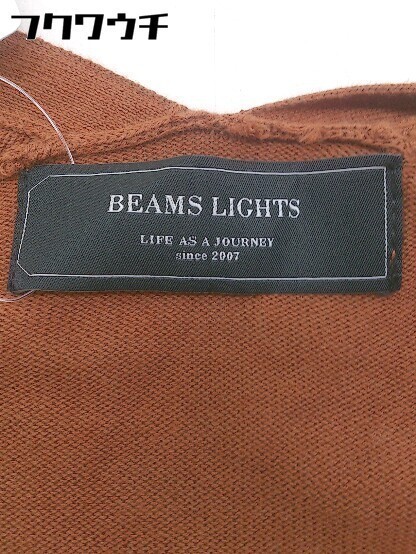 フクワウチ
BEAMS LIGHTS
LIFE AS A JOURNEY
since 2007